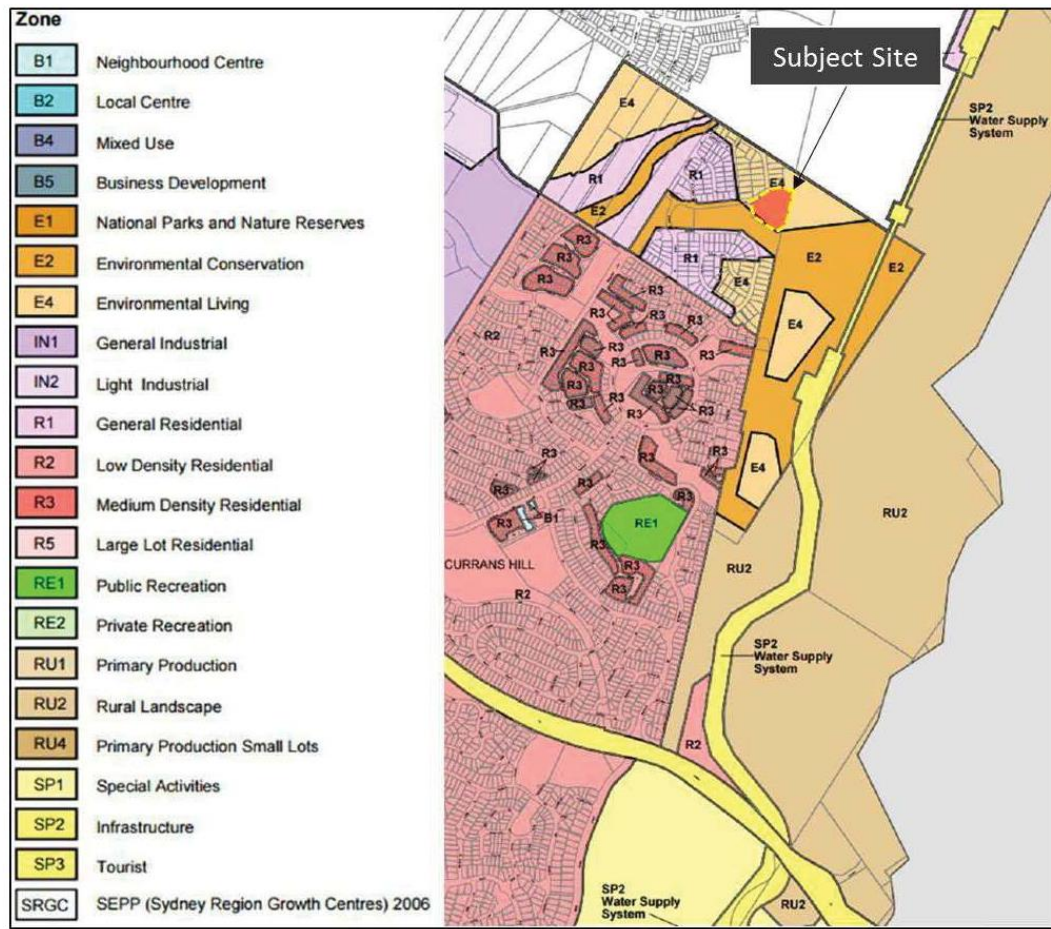 Zone
B1 Neighbourhood Centre
B2 Local Centre
B4 Mixed Use
B5 Business Development
E1 National Parks and Nature Reserves
E2 Environmental Conservation
E4 Environmental Living
IN1 General Industrial
IN2 Light Industrial
R1 General Residential
R2 Low Density Residential
R3 Medium Density Residential
R5 Large Lot Residential
RE1 Public Recreation
RE2 Private Recreation
RU1 Primary Production
RU2 Rural Landscape
RU4 Primary Production Small Lots
SP1 Special Activities
SP2 Infrastructure
SP3 Tourist
SRGC SEPP (Sydney Region Growth Centres) 2006
Subject Site
SP2
Water Supply
System
E4
R1
R1
E4
E2
R1
E2
E2
E4
E4
R3
R3
R3
R3
R3
R3
R3
R2
R3
R3
R3
R3
R3
R3
R3
R3
R3
R3
R3
R3
R3
E4
R3
R3
R3
R3
R3
R3
R3
B1
RE1
R3
R3
R3
CURRANS HILL
R2
RU2
RU2
SP2
Water Supply
System
R2
SP2
Water Supply
System
RU2